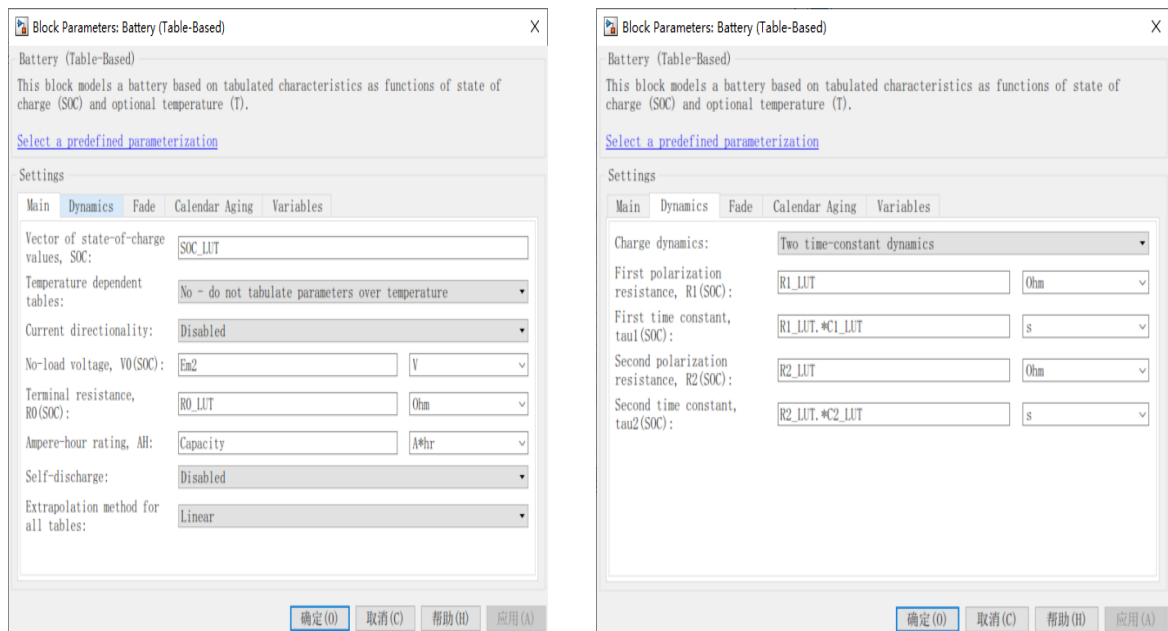 Block Parameters: Battery (Table-Based)
X
Battery (Table-Based)
This block models a battery based on tabulated characteristics as functions of state of
charge (SOC) and optional temperature (T).
Select a predefined parameterization
Settings
Main Dynamics Fade Calendar Aging Variables
Vector of state-of-charge
values, SOC:
SOC_LUT
Temperature dependent
tables:
No - do not tabulate parameters over temperature
Current directionality:
Disabled
No-load voltage, V0(SOC):
Em2
V
Terminal resistance,
R0(SOC):
R0_LUT
Ohm
Ampere-hour rating, AH:
Capacity
A*hr
Self-discharge:
Disabled
Extrapolation method for
all tables:
Linear
确定(O) 取消(C) 帮助(H) 应用(A)
Block Parameters: Battery (Table-Based)
X
Battery (Table-Based)
This block models a battery based on tabulated characteristics as functions of state of
charge (SOC) and optional temperature (T).
Select a predefined parameterization
Settings
Main Dynamics Fade Calendar Aging Variables
Charge dynamics:
Two time-constant dynamics
First polarization
resistance, R1(SOC):
R1_LUT
Ohm
First time constant,
tau1(SOC):
R1_LUT.*C1_LUT
s
Second polarization
resistance, R2(SOC):
R2_LUT
Ohm
Second time constant,
tau2(SOC):
R2_LUT.*C2_LUT
s
确定(O) 取消(C) 帮助(H) 应用(A)